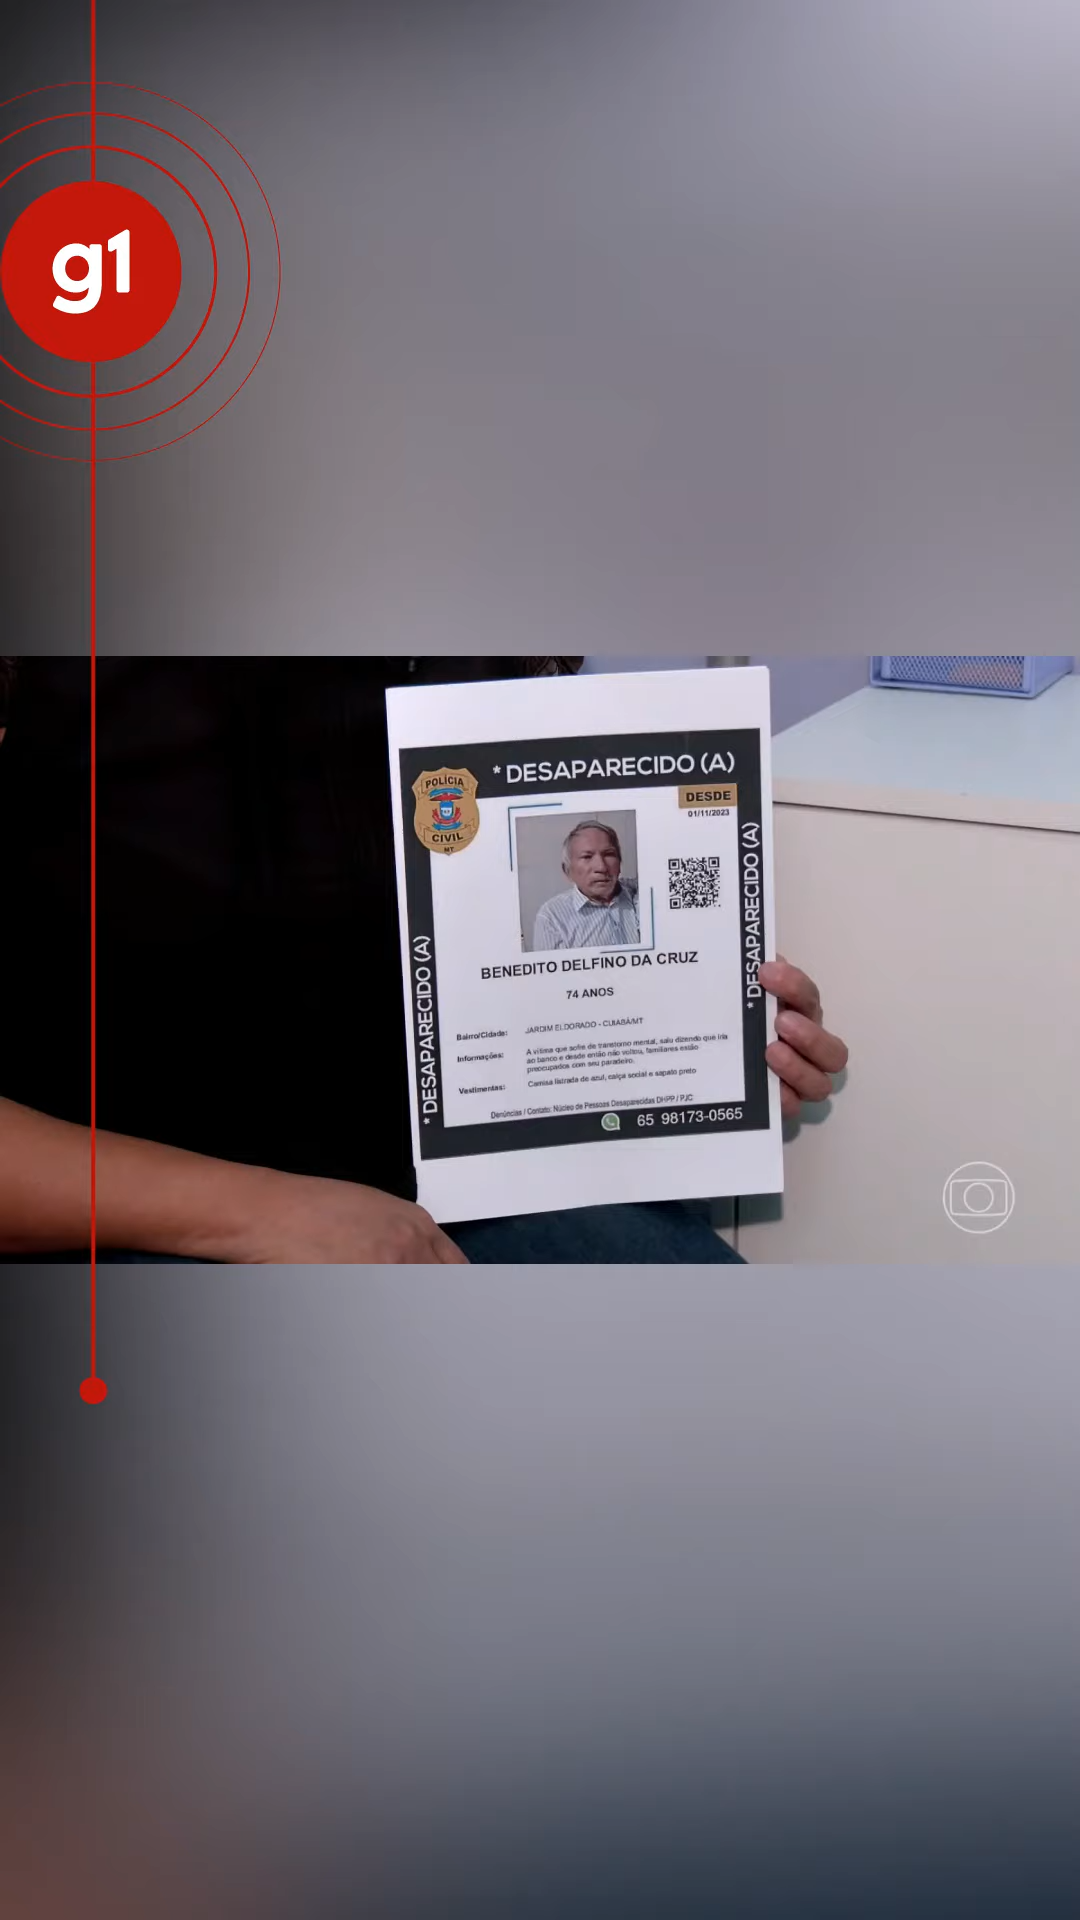 g1
* DESAPARECIDO (A)
POLÍCIA
CIVIL
MT
DESDE
01/11/2023
* DESAPARECIDO (A)
* DESAPARECIDO (A)
BENEDITO DELFINO DA CRUZ
74 ANOS
Bairro/Cidade: JARDIM ELDORADO - CUIABÁ/MT
Informações: A vítima que sofre de transtorno mental, saiu dizendo que iria
ao banco e desde então não voltou, familiares estão
preocupados com seu paradeiro.
Vestimentas: Camisa listrada de azul, calça social e sapato preto
Denúncias / Contato: Núcleo de Pessoas Desaparecidas DHPP / PJC
65 98173-0565